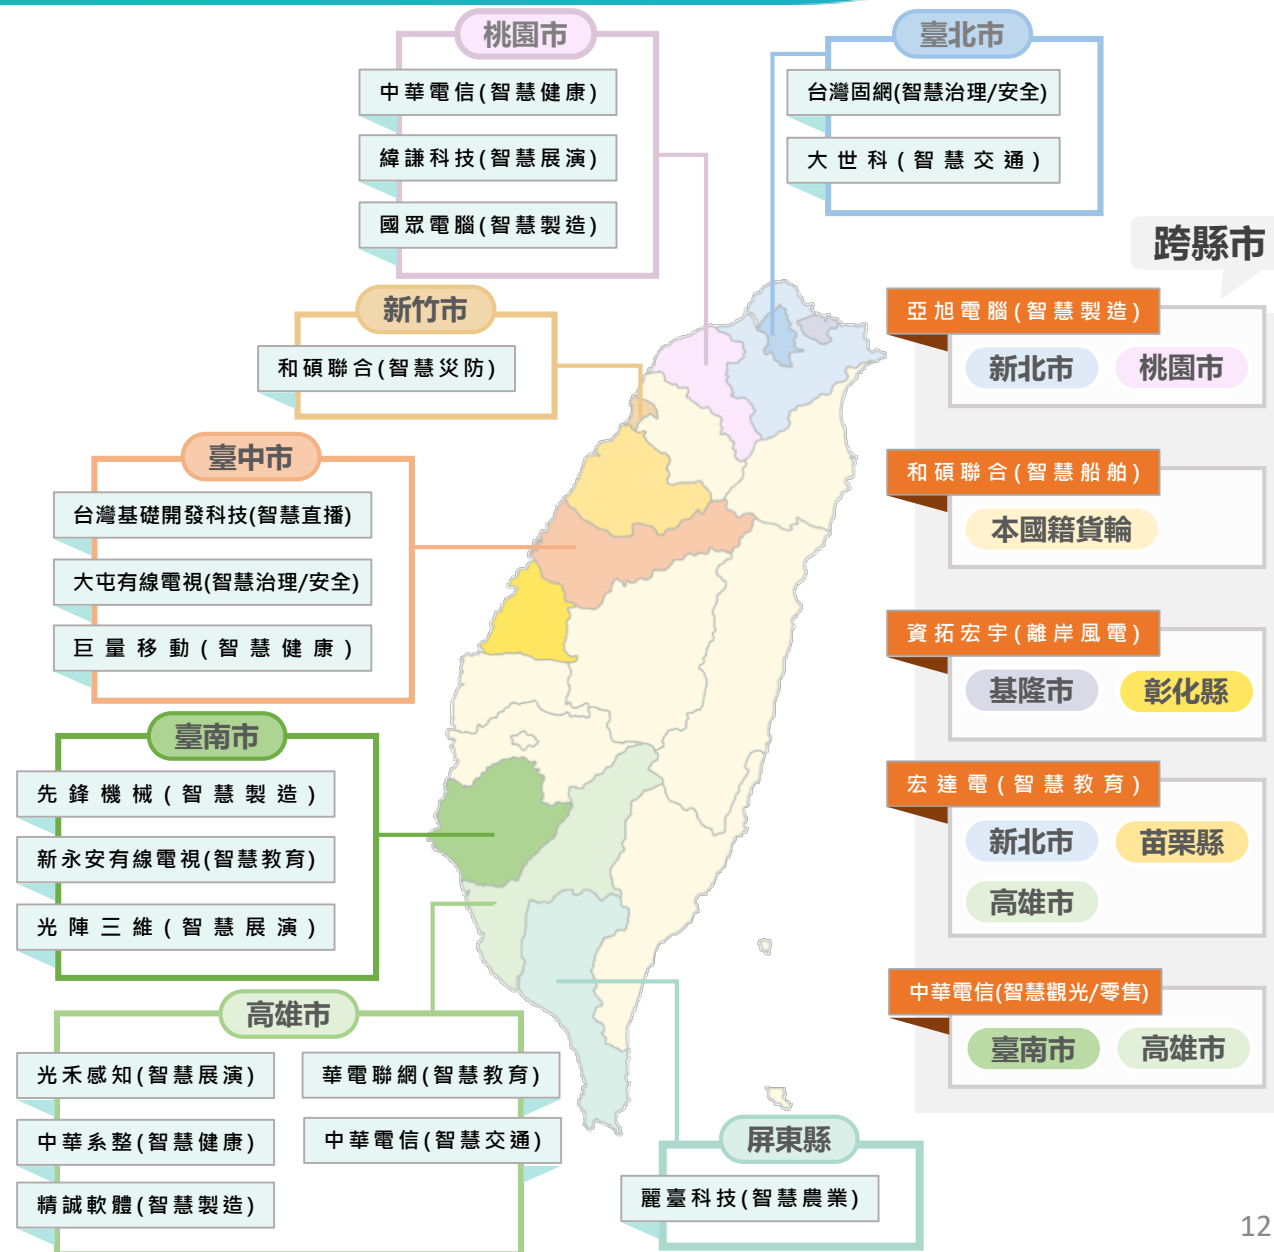 桃園市
中華電信(智慧健康)
緯謙科技(智慧展演)
國眾電腦(智慧製造)
臺北市
台灣固網(智慧治理/安全)
大世科(智慧交通)
新竹市
和碩聯合(智慧災防)
臺中市
台灣基礎開發科技(智慧直播)
大屯有線電視(智慧治理/安全)
巨量移動(智慧健康)
臺南市
先鋒機械(智慧製造)
新永安有線電視(智慧教育)
光陣三維(智慧展演)
高雄市
光禾感知(智慧展演)
華電聯網(智慧教育)
中華系整(智慧健康)
中華電信(智慧交通)
精誠軟體(智慧製造)
屏東縣
麗臺科技(智慧農業)
跨縣市
亞旭電腦(智慧製造)
新北市 桃園市
和碩聯合(智慧船舶)
本國籍貨輪
資拓宏宇(離岸風電)
基隆市 彰化縣
宏達電(智慧教育)
新北市 苗栗縣
高雄市
中華電信(智慧觀光/零售)
臺南市 高雄市
12